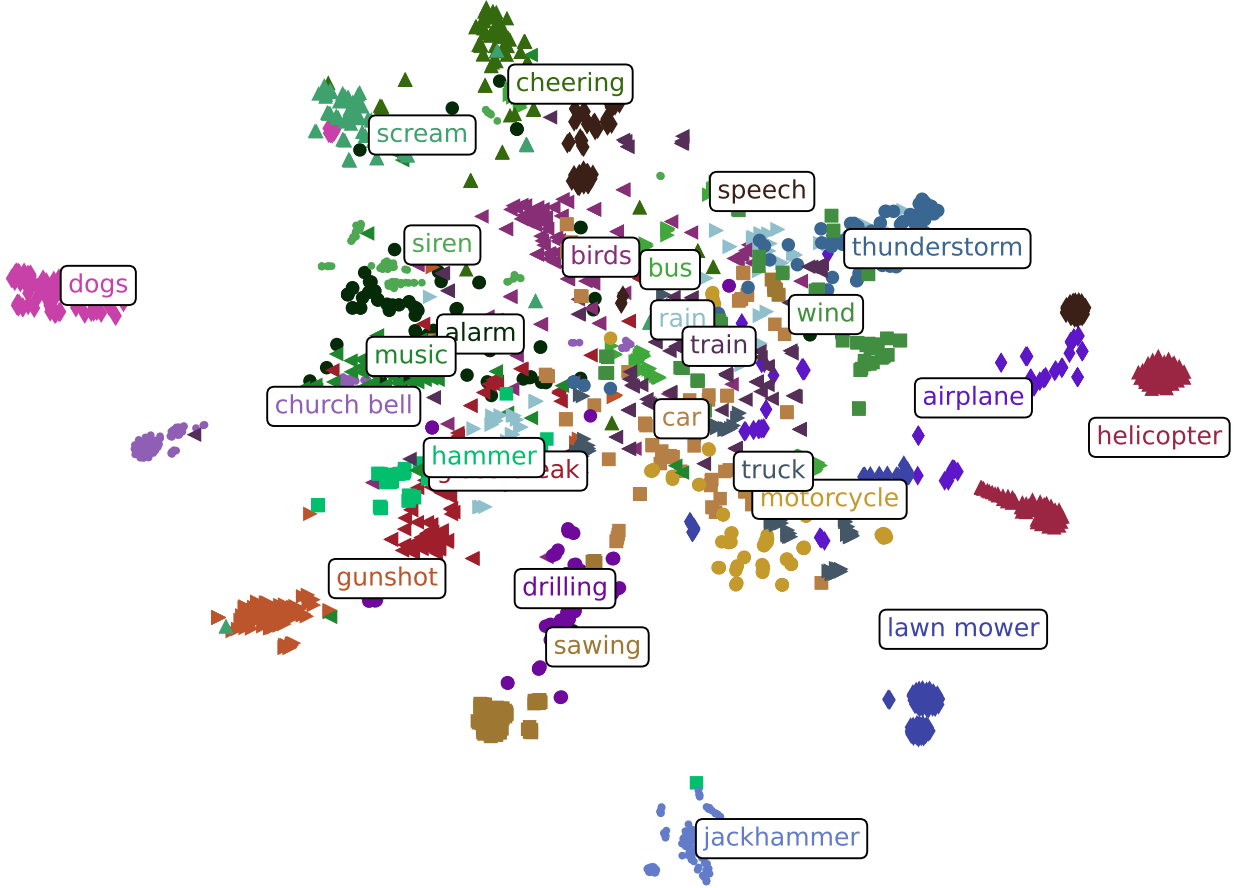 cheering
scream
speech
siren
thunderstorm
birds
bus
dogs
wind
rain
alarm
train
music
airplane
church bell
car
helicopter
hammer
truck
motorcycle
gunshot
drilling
lawn mower
sawing
jackhammer